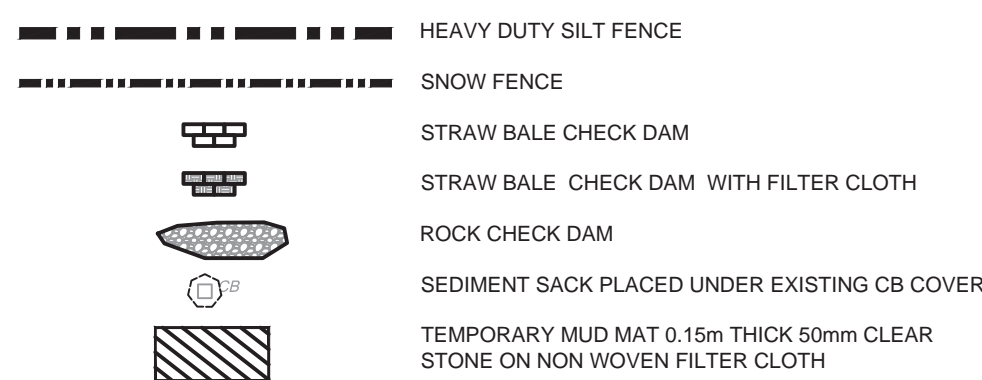 HEAVY DUTY SILT FENCE
SNOW FENCE
STRAW BALE CHECK DAM
STRAW BALE CHECK DAM WITH FILTER CLOTH
ROCK CHECK DAM
CB SEDIMENT SACK PLACED UNDER EXISTING CB COVER
TEMPORARY MUD MAT 0.15m THICK 50mm CLEAR
STONE ON NON WOVEN FILTER CLOTH